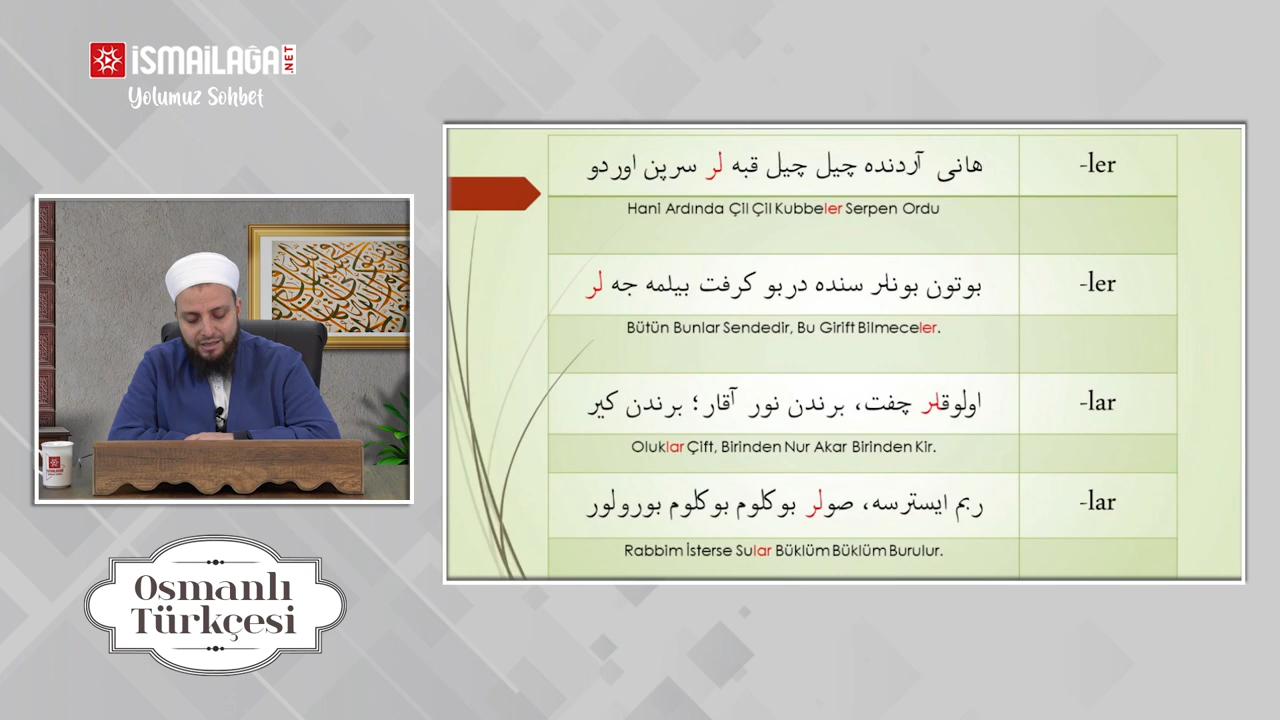 İSMAİLAĞA.NET
Yolumuz Sohbet
هانی آردنده چیل چیل قبه لر سرپن اوردو
-ler
Hani Ardında Çil Çil Kubbeler Serpen Ordu
بوتون بونلر سنده در بو کرفت بیلمه جه لر
-ler
Bütün Bunlar Sendedir, Bu Girift Bilmeceler.
اولوقلر چفت، برندن نور آقار؛ برندن کیر
-lar
Oluklar Çift, Birinden Nur Akar Birinden Kir.
ربم ایسترسه، صولر بوکلوم بوکلوم بورولور
-lar
Rabbim İsterse Sular Büklüm Büklüm Burulur.
İSMAİLAĞA
Osmanlı
Türkçesi